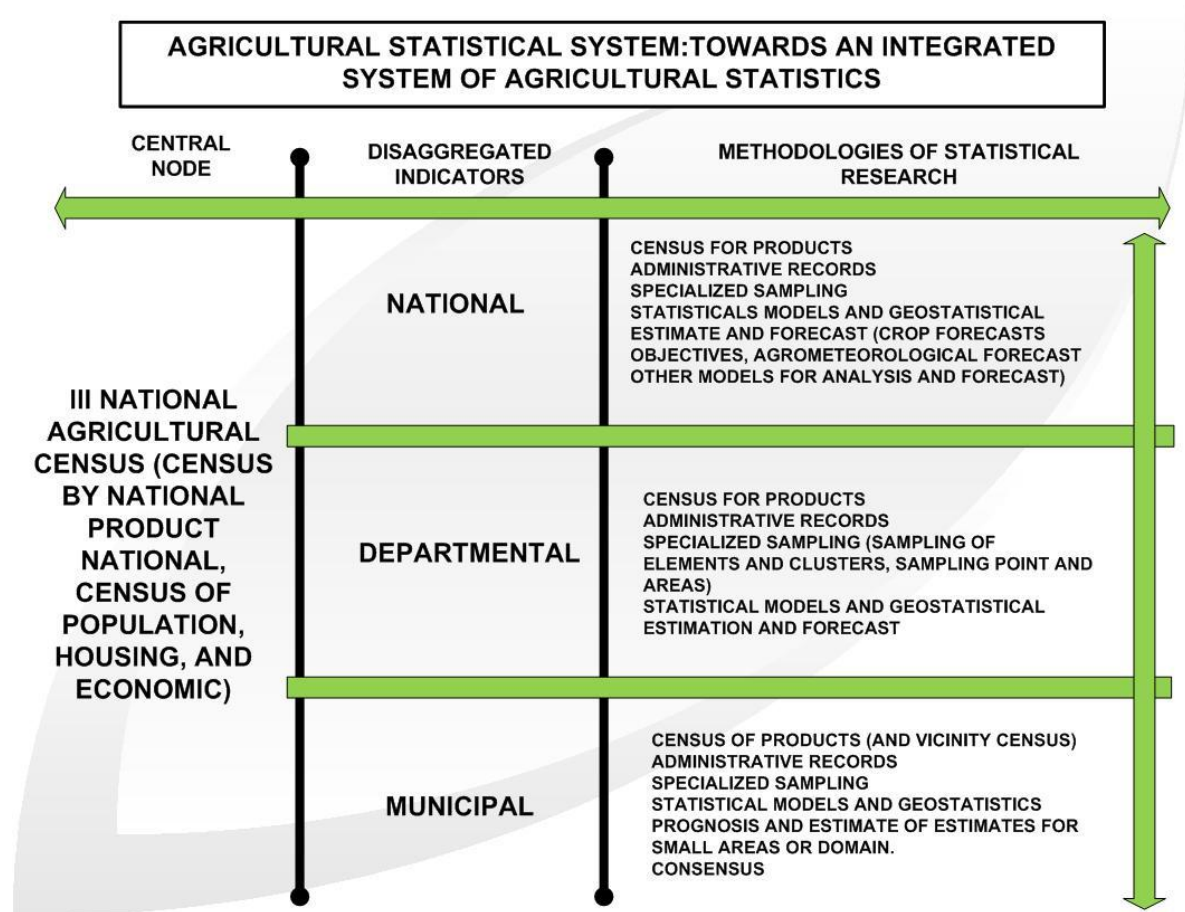 AGRICULTURAL STATISTICAL SYSTEM:TOWARDS AN INTEGRATED
SYSTEM OF AGRICULTURAL STATISTICS
CENTRAL
NODE
DISAGGREGATED
INDICATORS
METHODOLOGIES OF STATISTICAL
RESEARCH
III NATIONAL
AGRICULTURAL
CENSUS (CENSUS
BY NATIONAL
PRODUCT
NATIONAL,
CENSUS OF
POPULATION,
HOUSING, AND
ECONOMIC)
NATIONAL
CENSUS FOR PRODUCTS
ADMINISTRATIVE RECORDS
SPECIALIZED SAMPLING
STATISTICALS MODELS AND GEOSTATISTICAL
ESTIMATE AND FORECAST (CROP FORECASTS
OBJECTIVES, AGROMETEOROLOGICAL FORECAST
OTHER MODELS FOR ANALYSIS AND FORECAST)
DEPARTMENTAL
CENSUS FOR PRODUCTS
ADMINISTRATIVE RECORDS
SPECIALIZED SAMPLING (SAMPLING OF
ELEMENTS AND CLUSTERS, SAMPLING POINT AND
AREAS)
STATISTICAL MODELS AND GEOSTATISTICAL
ESTIMATION AND FORECAST
MUNICIPAL
CENSUS OF PRODUCTS (AND VICINITY CENSUS)
ADMINISTRATIVE RECORDS
SPECIALIZED SAMPLING
STATISTICAL MODELS AND GEOSTATISTICS
PROGNOSIS AND ESTIMATE OF ESTIMATES FOR
SMALL AREAS OR DOMAIN.
CONSENSUS